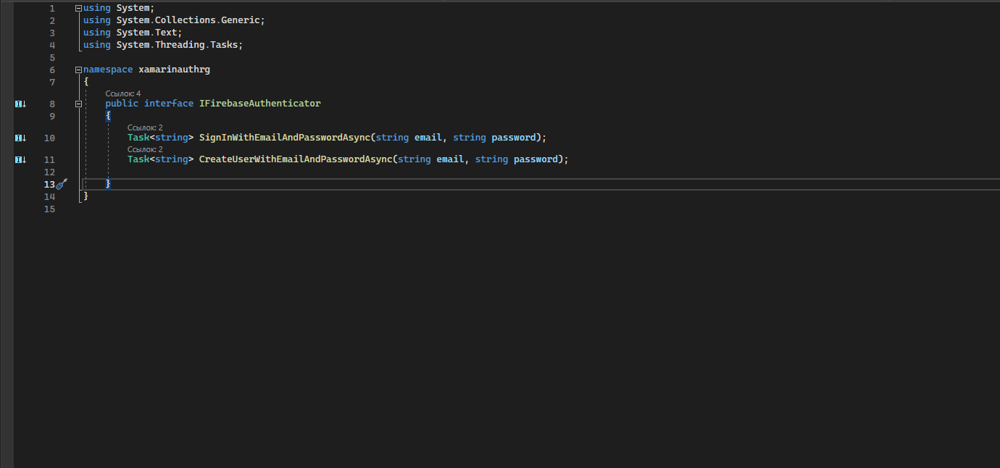 1 using System;
2 using System.Collections.Generic;
3 using System.Text;
4 using System.Threading.Tasks;
5
6 namespace xamarinauthrg
7 {
Ссылок: 4
8 public interface IFirebaseAuthenticator
9 {
Ссылок: 2
10 Task<string> SignInWithEmailAndPasswordAsync(string email, string password);
Ссылок: 2
11 Task<string> CreateUserWithEmailAndPasswordAsync(string email, string password);
12
13 }
14 }
15